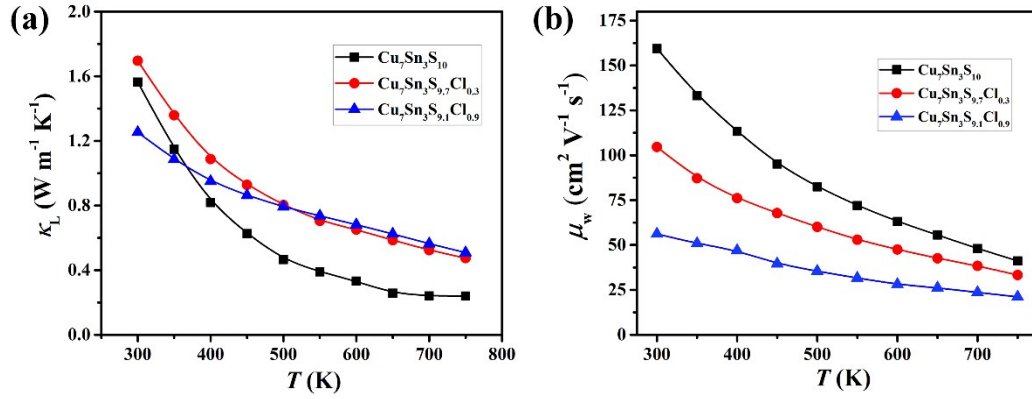 (a)
κL (W m⁻¹ K⁻¹)
2.0
1.6
1.2
0.8
0.4
0.0
Cu₇Sn₃S₁₀
Cu₇Sn₃S₉.₇Cl₀.₃
Cu₇Sn₃S₉.₁Cl₀.₉
300 400 500 600 700 800
T (K)
(b)
μw (cm² V⁻¹ s⁻¹)
175
150
125
100
75
50
25
0
Cu₇Sn₃S₁₀
Cu₇Sn₃S₉.₇Cl₀.₃
Cu₇Sn₃S₉.₁Cl₀.₉
300 400 500 600 700
T (K)